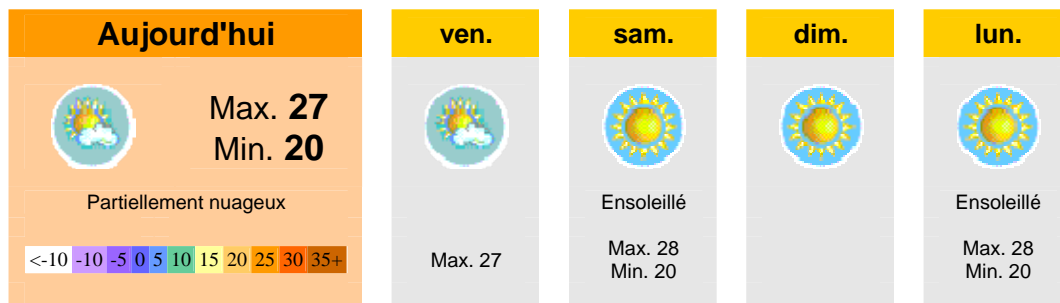 Aujourd'hui
Max. 27
Min. 20
Partiellement nuageux
<-10 -10 -5 0 5 10 15 20 25 30 35+
ven.
Max. 27
sam.
Ensoleillé
Max. 28
Min. 20
dim.
lun.
Ensoleillé
Max. 28
Min. 20